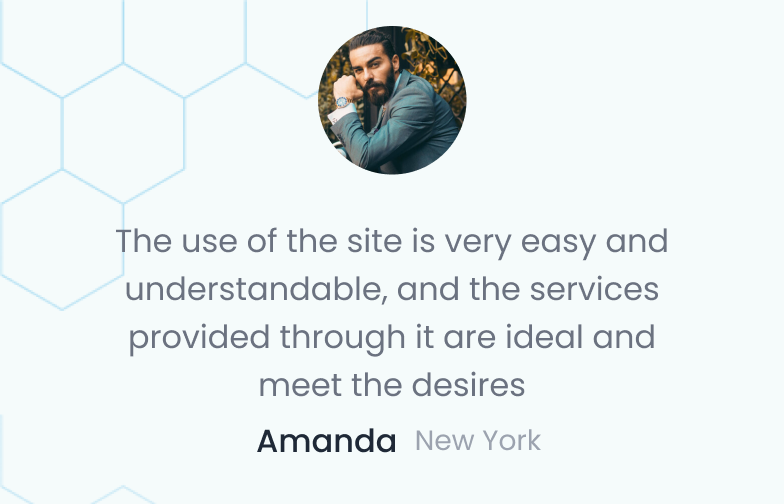 The use of the site is very easy and
understandable, and the services
provided through it are ideal and
meet the desires
Amanda New York